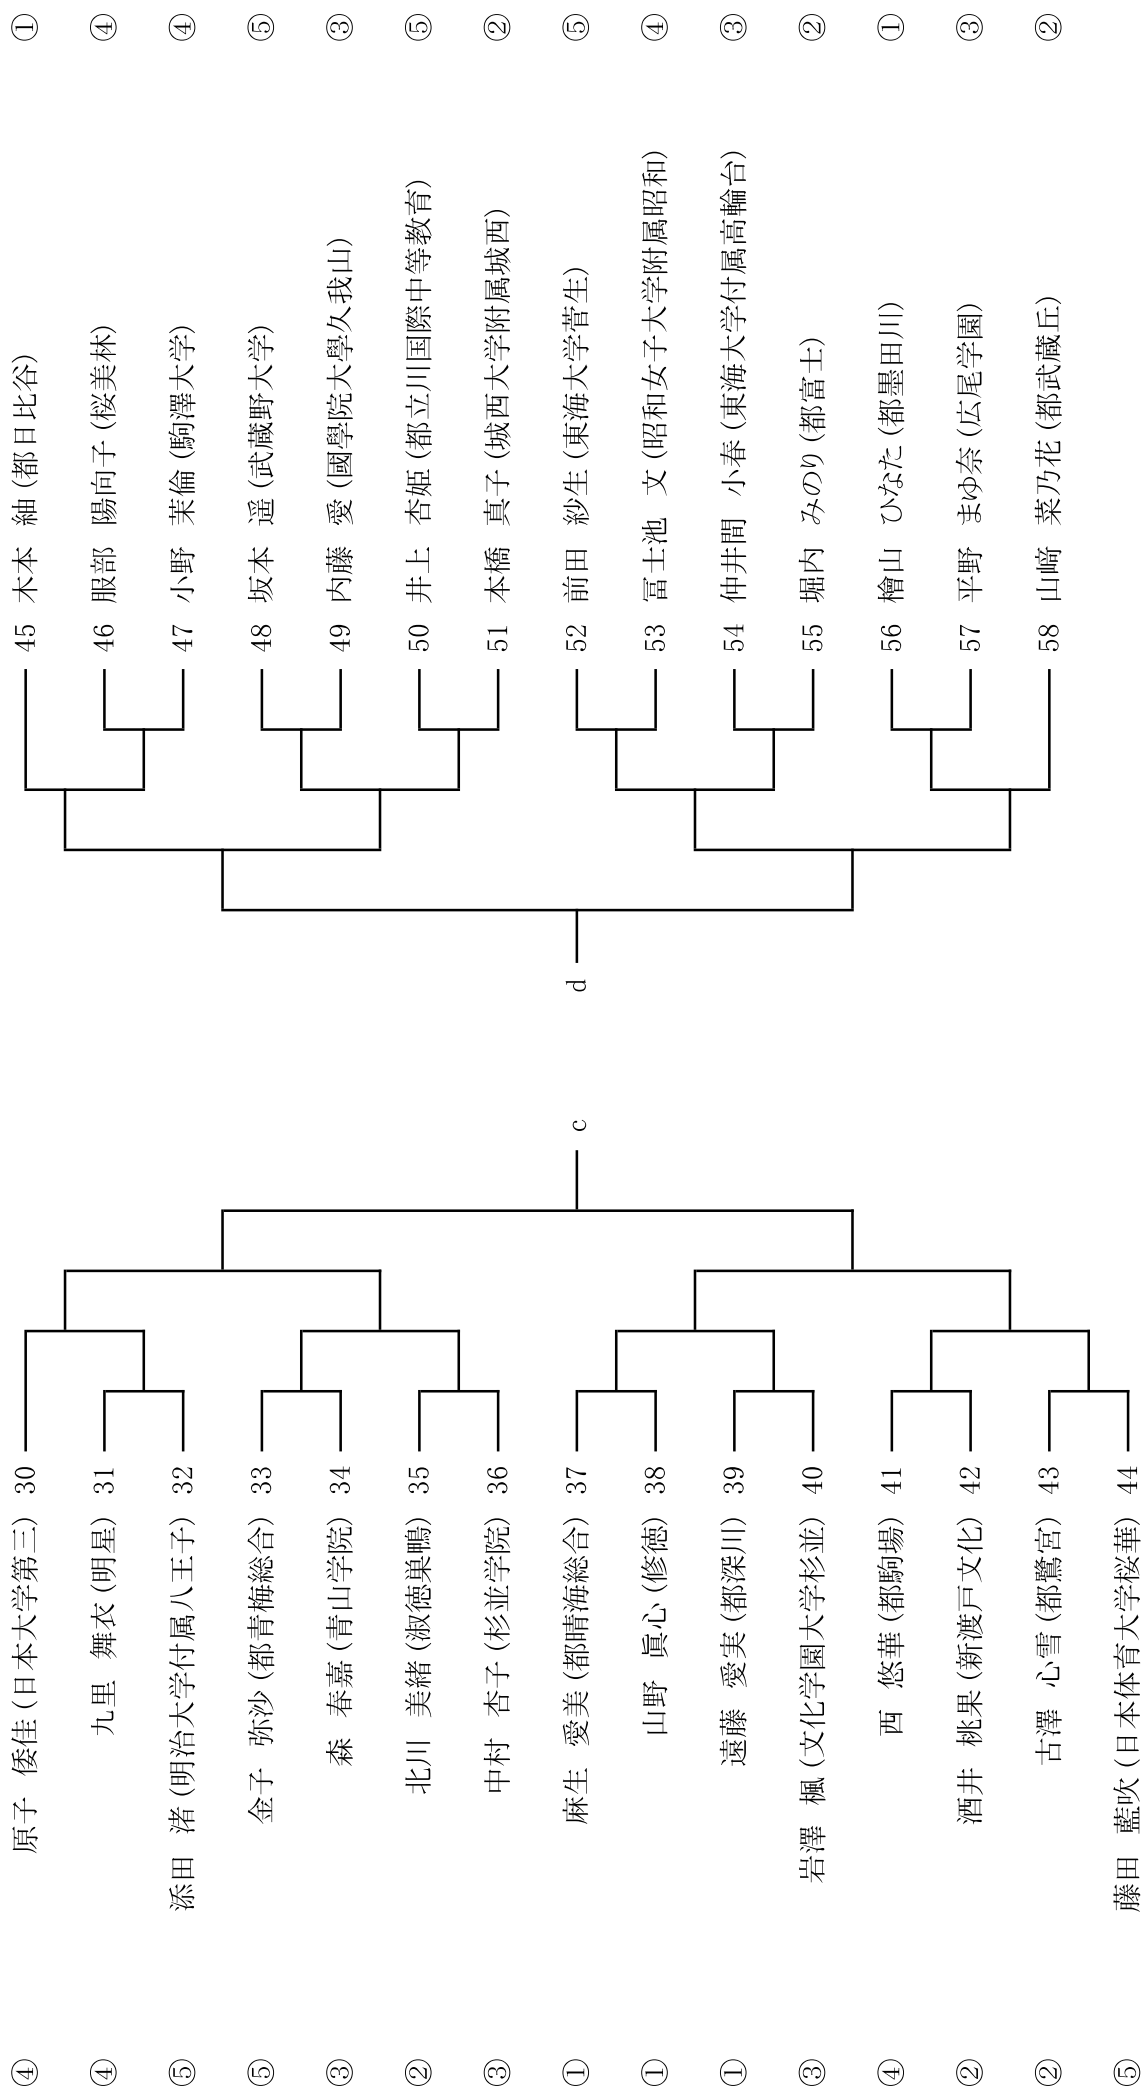 ④ 原子 倭佳 (日本大学第三) 30
④ 九里 舞衣 (明星) 31
⑤ 添田 渚 (明治大学付属八王子) 32
⑤ 金子 弥沙 (都青梅総合) 33
③ 森 春嘉 (青山学院) 34
② 北川 美緒 (淑徳巣鴨) 35
③ 中村 杏子 (杉並学院) 36
① 麻生 愛美 (都晴海総合) 37
① 山野 眞心 (修徳) 38
① 遠藤 愛実 (都深川) 39
③ 岩澤 楓 (文化学園大学杉並) 40
④ 西 悠華 (都駒場) 41
② 酒井 桃果 (新渡戸文化) 42
② 古澤 心雪 (都鷺宮) 43
⑤ 藤田 藍吹 (日本体育大学桜華) 44
c
d
45 木本 紬 (都日比谷) ①
46 服部 陽向子 (桜美林) ④
47 小野 茉倫 (駒澤大学) ④
48 坂本 遥 (武蔵野大学) ⑤
49 内藤 愛 (國學院大學久我山) ③
50 井上 杏姫 (都立川国際中等教育) ⑤
51 本橋 真子 (城西大学附属城西) ②
52 前田 紗生 (東海大学菅生) ⑤
53 冨士池 文 (昭和女子大学附属昭和) ④
54 仲井間 小春 (東海大学付属高輪台) ③
55 堀内 みのり (都富士) ②
56 檜山 ひなた (都墨田川) ①
57 平野 まゆ奈 (広尾学園) ③
58 山﨑 菜乃花 (都武蔵丘) ②